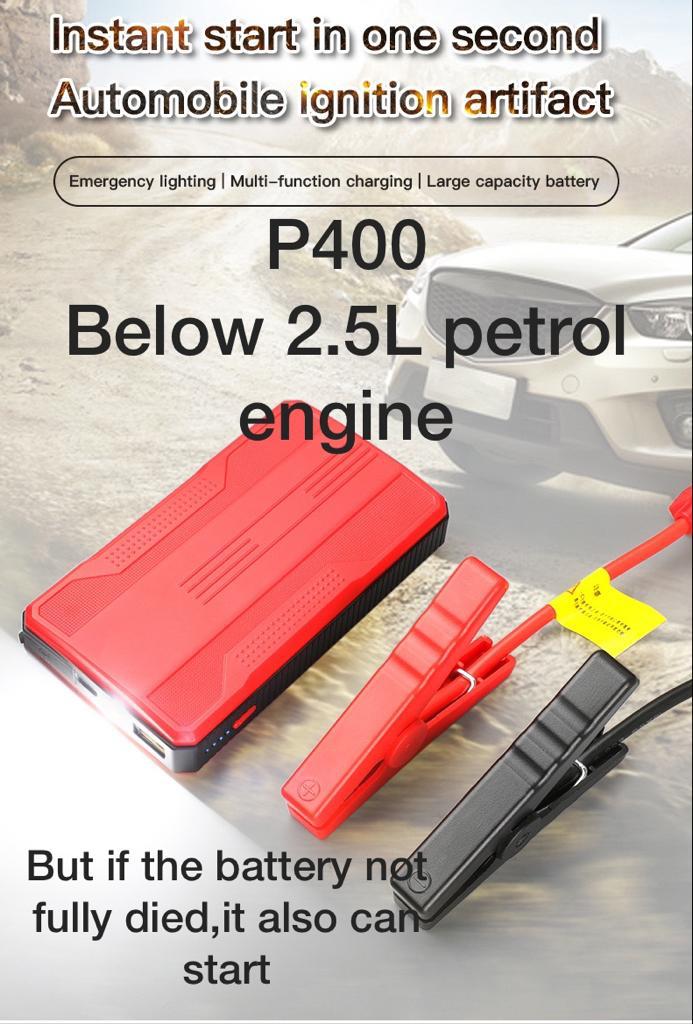 Instant start in one second
Automobile ignition artifact
Emergency lighting | Multi-function charging | Large capacity battery
P400
Below 2.5L petrol
engine
But if the battery not
fully died,it also can
start